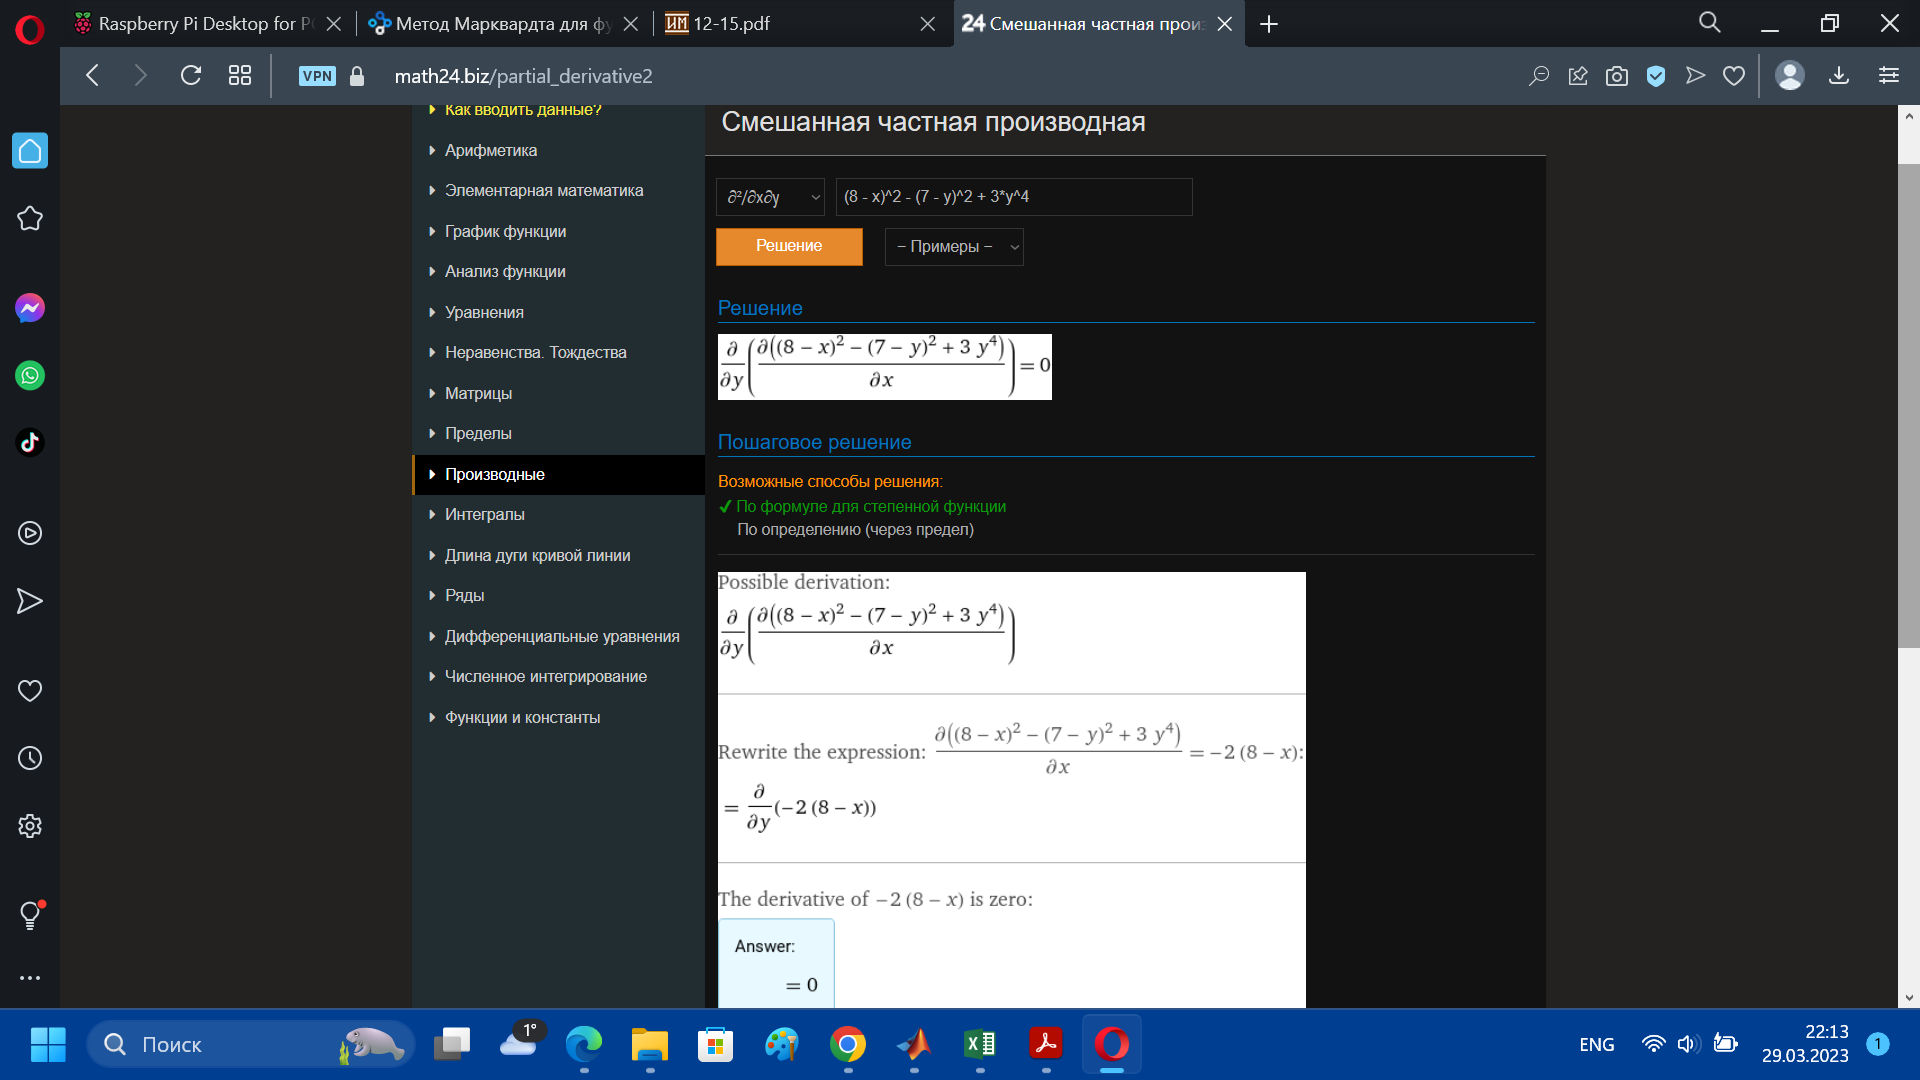 Raspberry Pi Desktop for P
Метод Марквардта для ф
ИМ 12-15.pdf
24 Смешанная частная прои
VPN
math24.biz/partial_derivative2
Как вводить данные?
Арифметика
Элементарная математика
График функции
Анализ функции
Уравнения
Неравенства. Тождества
Матрицы
Пределы
Производные
Интегралы
Длина дуги кривой линии
Ряды
Дифференциальные уравнения
Численное интегрирование
Функции и константы
Смешанная частная производная
∂²/∂x∂y
(8 - x)^2 - (7 - y)^2 + 3*y^4
Решение
− Примеры −
Решение
∂/∂y(∂((8 − x)² − (7 − y)² + 3 y⁴)/∂x) = 0
Пошаговое решение
Возможные способы решения:
✔ По формуле для степенной функции
По определению (через предел)
Possible derivation:
∂/∂y(∂((8 − x)² − (7 − y)² + 3 y⁴)/∂x)
Rewrite the expression: ∂((8 − x)² − (7 − y)² + 3 y⁴)/∂x = −2 (8 − x):
= ∂/∂y(−2 (8 − x))
The derivative of −2 (8 − x) is zero:
Answer:
= 0
Поиск
1°
ENG
22:13
29.03.2023
1